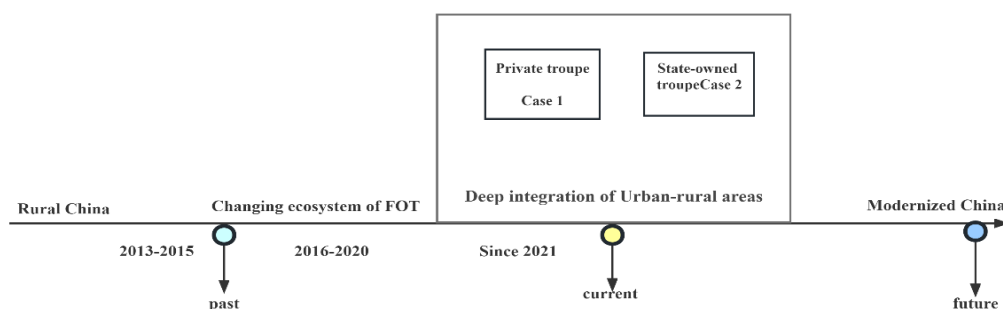 Private troupe
Case 1
State-owned
troupeCase 2
Deep integration of Urban-rural areas
Rural China
Changing ecosystem of FOT
Modernized China
2013-2015
2016-2020
Since 2021
past
current
future